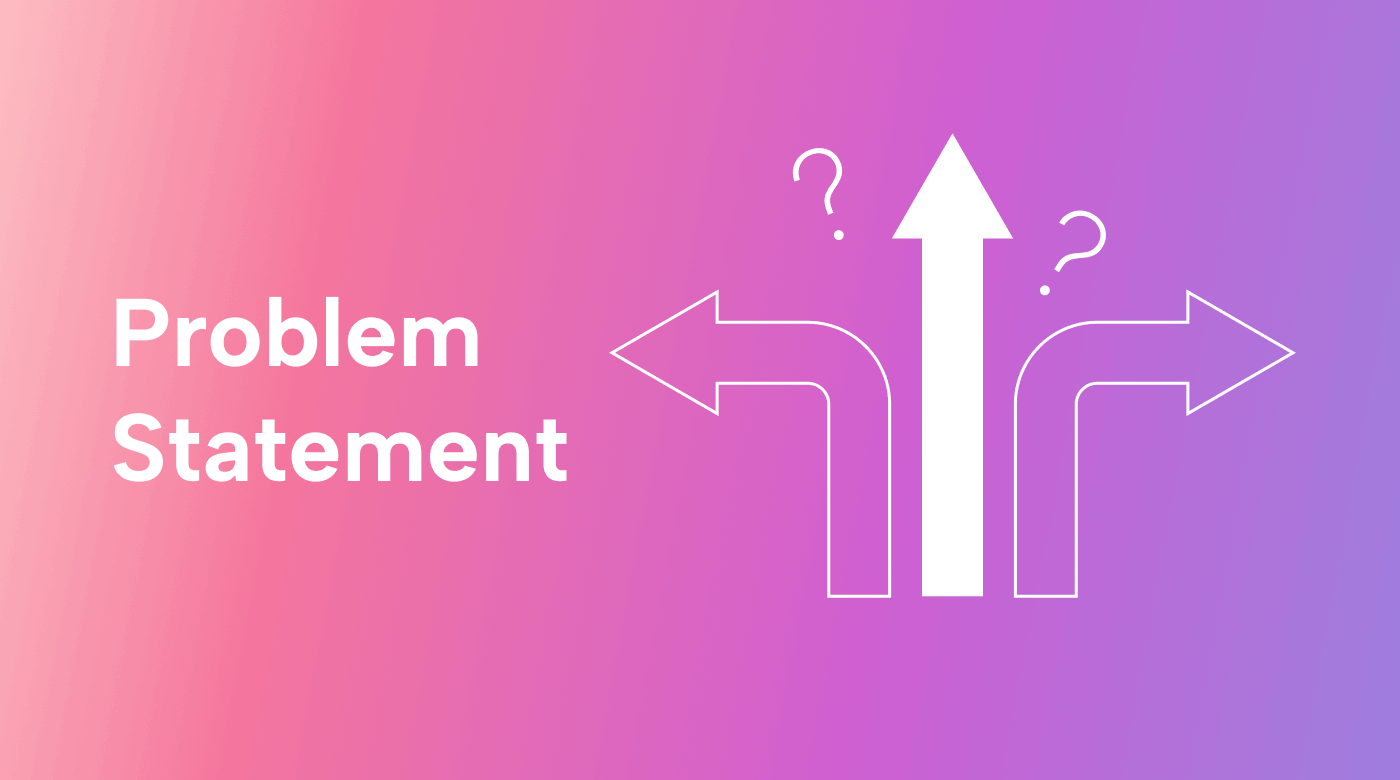 Problem
Statement
? ?